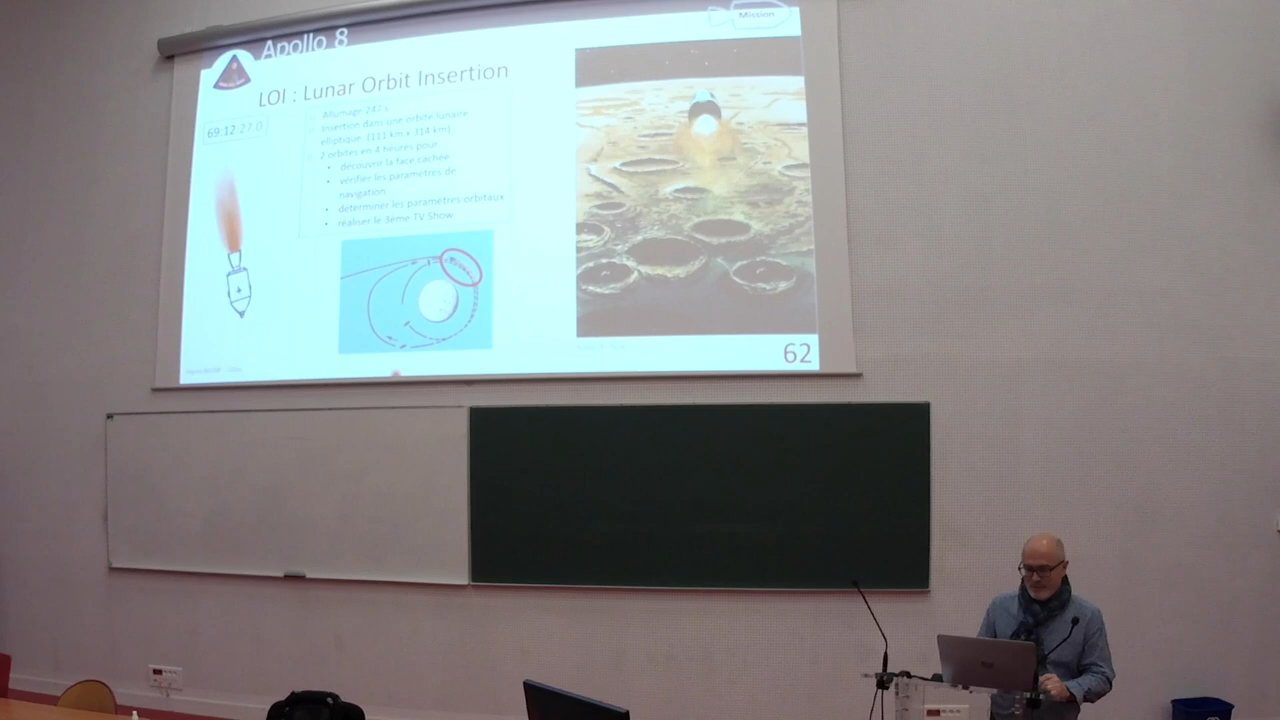 Apollo 8
Mission
LOI : Lunar Orbit Insertion
69:12:27.0
Allumage 247 s
Insertion dans une orbite lunaire
elliptique (111 km x 314 km)
2 orbites en 4 heures pour
• découvrir la face cachée
• vérifier les paramètres de
navigation
• déterminer les paramètres orbitaux
• réaliser le 3ème TV Show
62